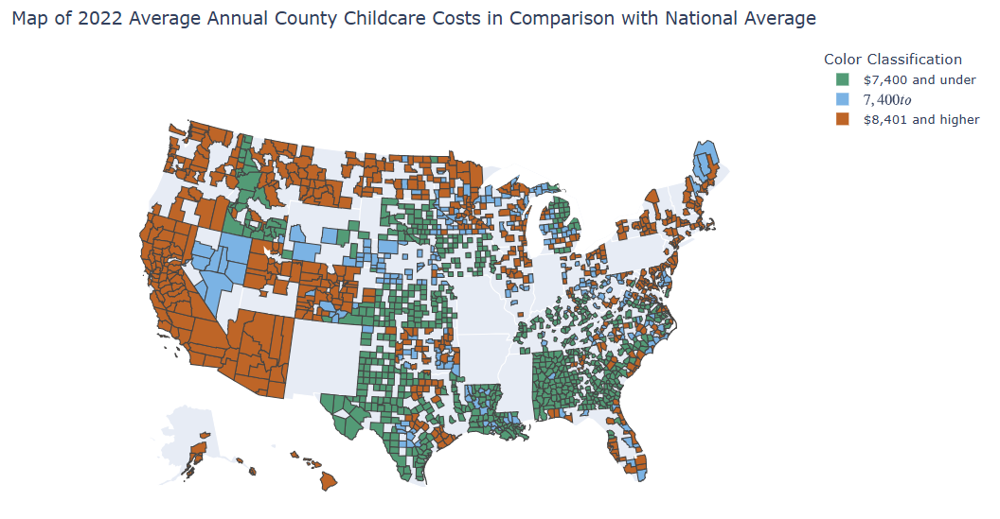 Map of 2022 Average Annual County Childcare Costs in Comparison with National Average
Color Classification
$7,400 and under
7,400to
$8,401 and higher